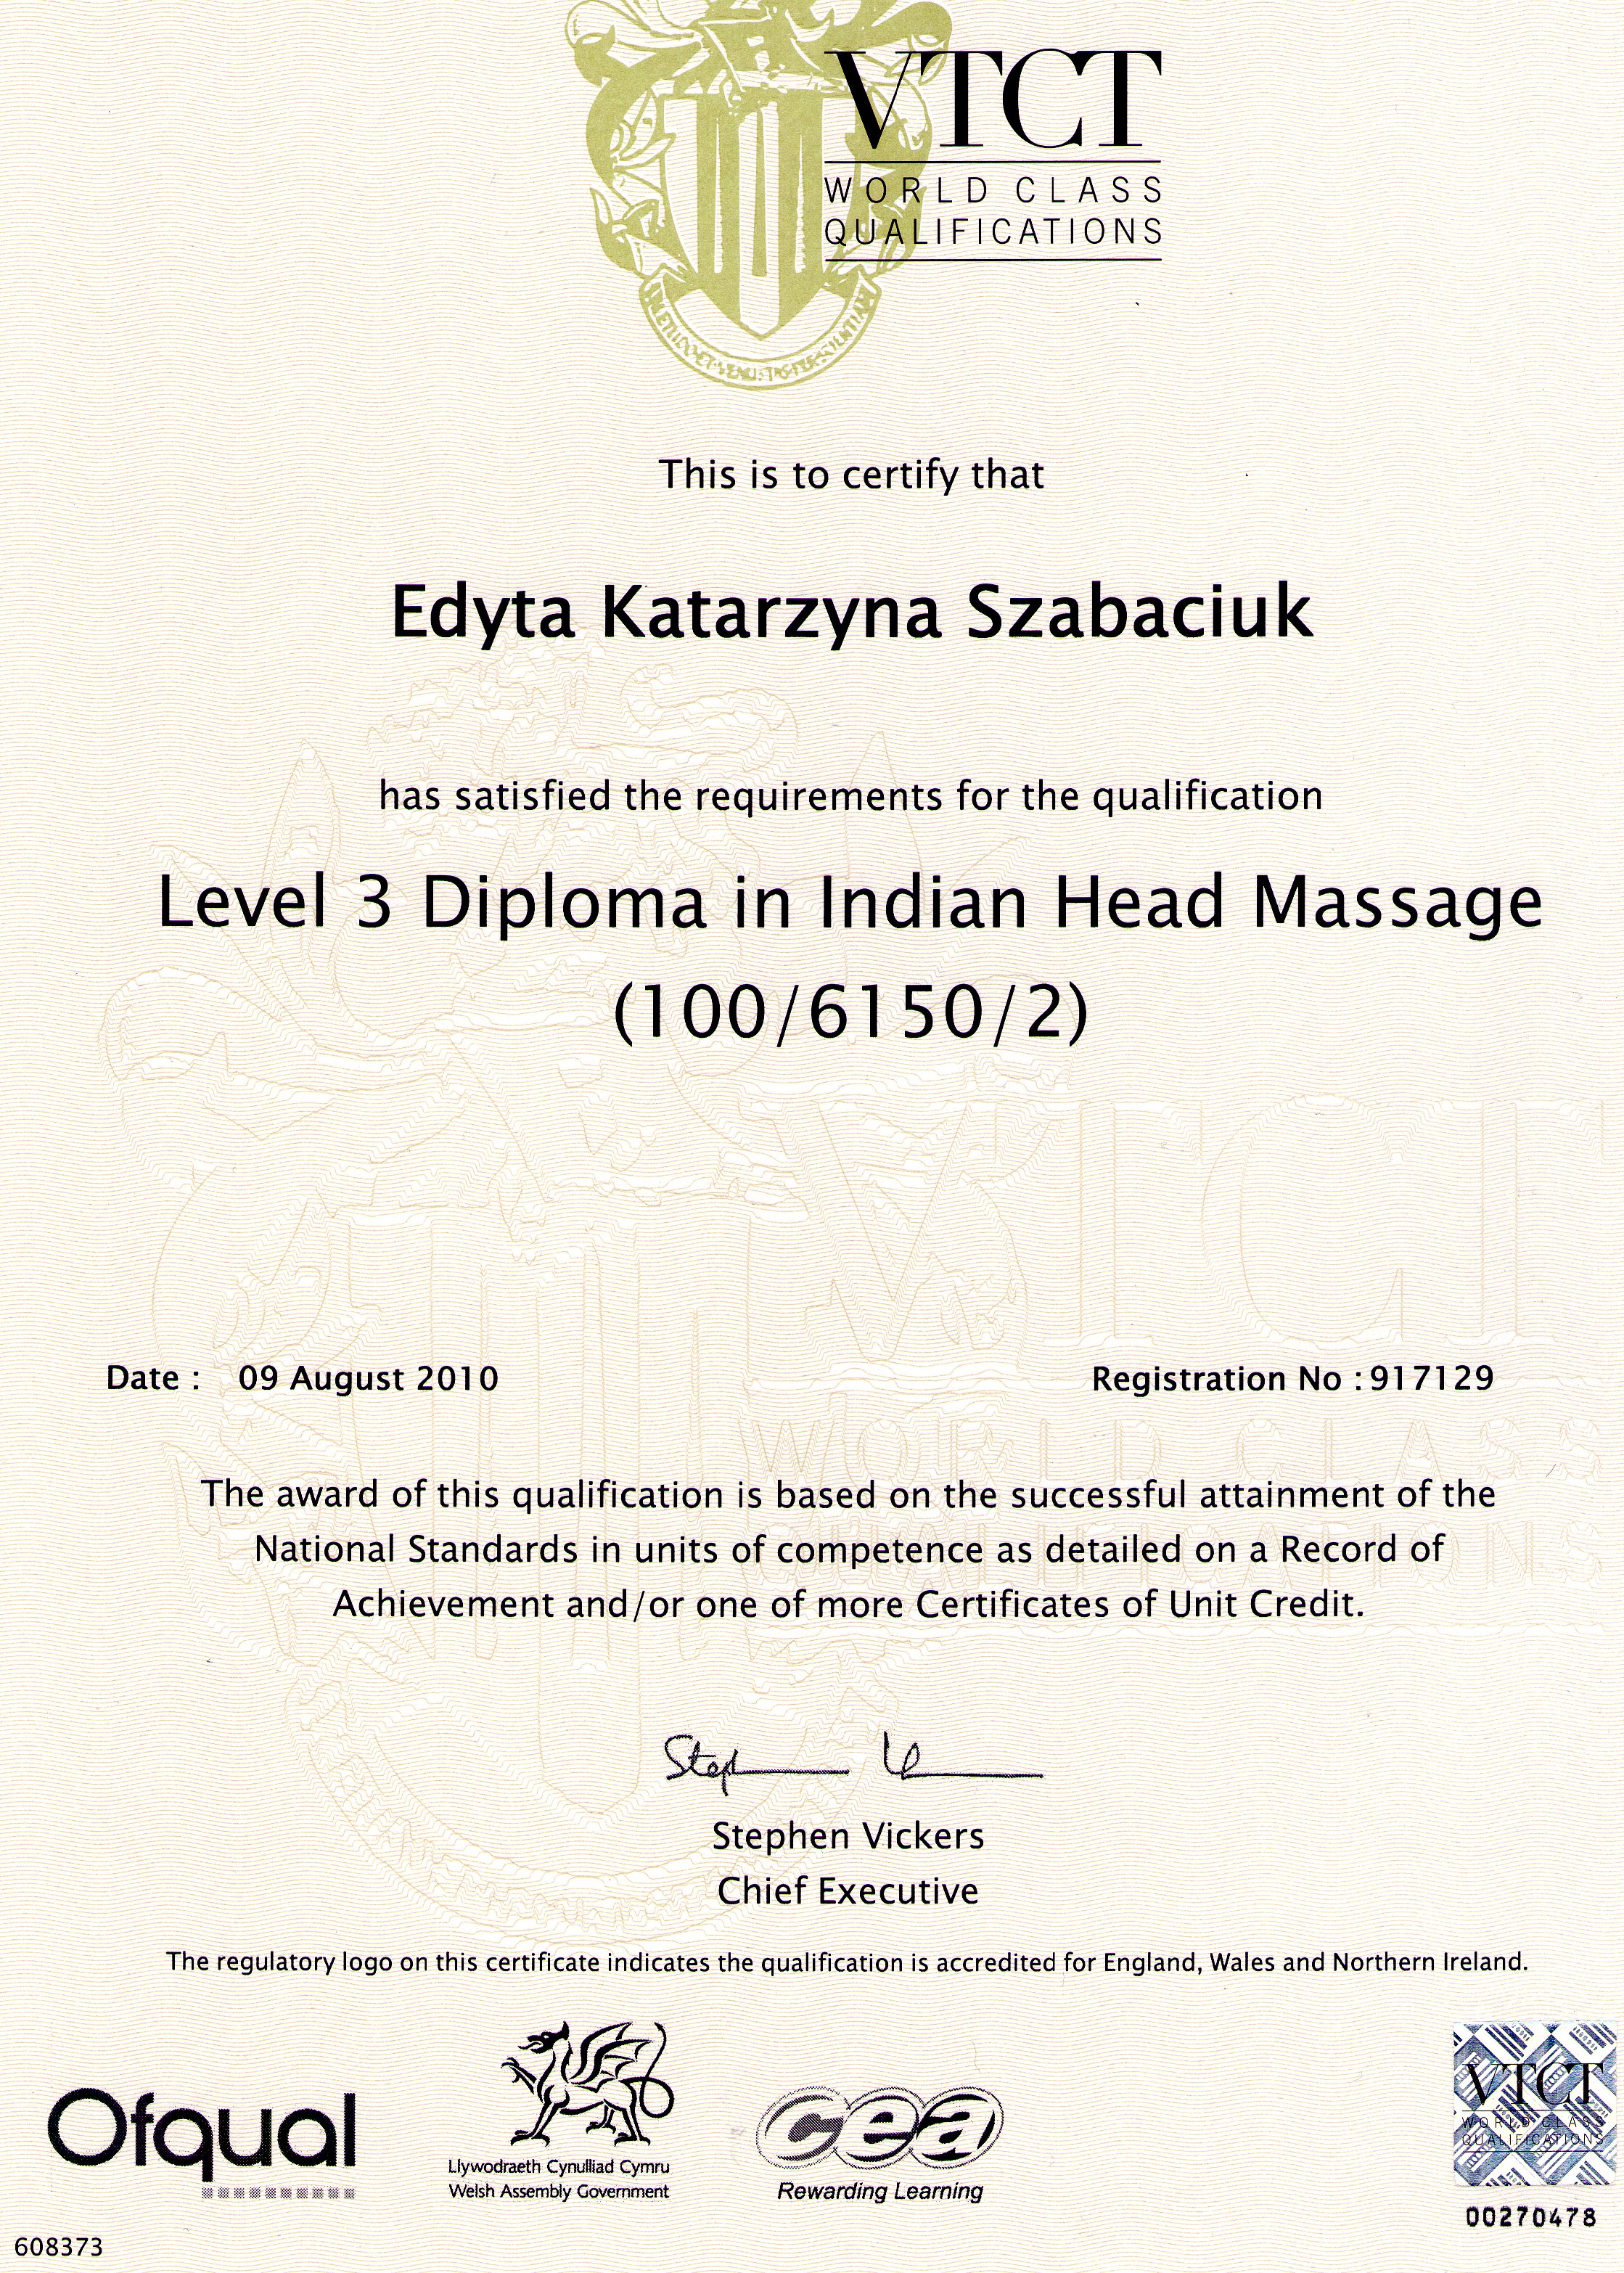 VTCT
WORLD CLASS
QUALIFICATIONS
This is to certify that
Edyta Katarzyna Szabaciuk
has satisfied the requirements for the qualification
Level 3 Diploma in Indian Head Massage
(100/6150/2)
Date : 09 August 2010 Registration No : 917129
The award of this qualification is based on the successful attainment of the
National Standards in units of competence as detailed on a Record of
Achievement and/or one of more Certificates of Unit Credit.
Stephen Vickers
Chief Executive
The regulatory logo on this certificate indicates the qualification is accredited for England, Wales and Northern Ireland.
Ofqual
Llywodraeth Cynulliad Cymru
Welsh Assembly Government
cea
Rewarding Learning
VTCT
WORLD CLASS
QUALIFICATIONS
00270478
608373